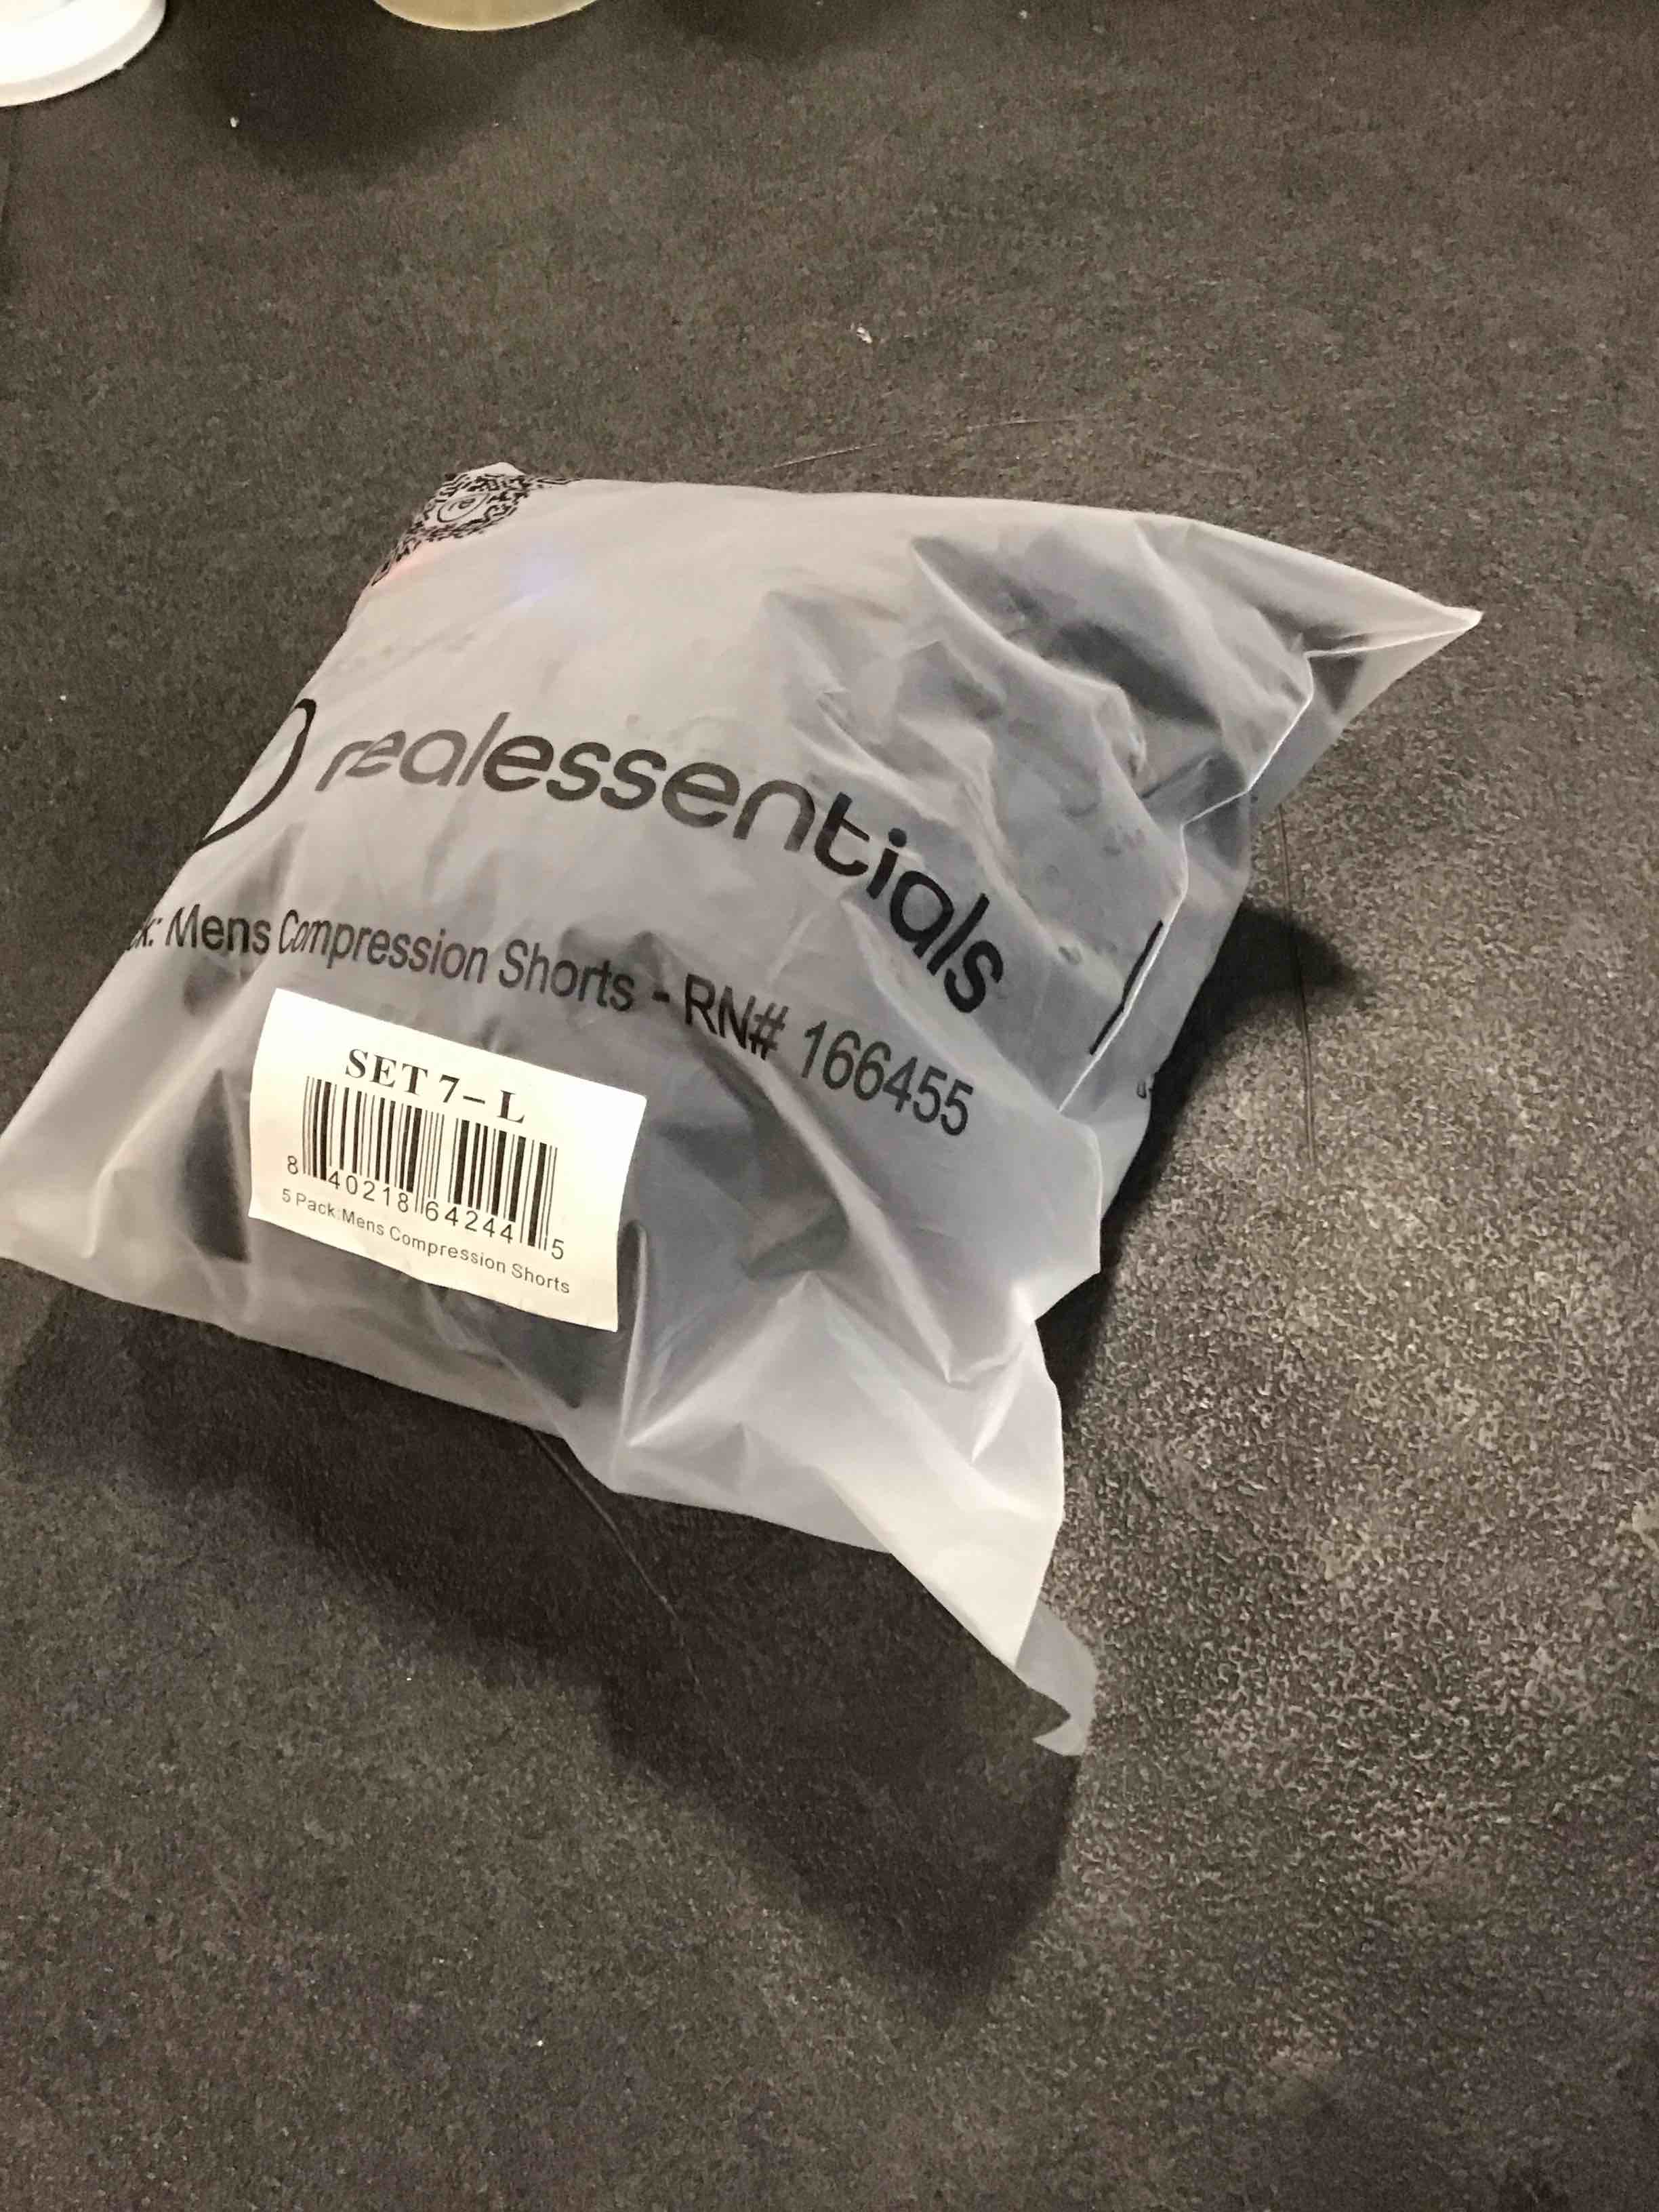 realessentials
Mens Compression Shorts - RN# 166455
SET 7-L
8 40218 64244 5
5 Pack:Mens Compression Shorts